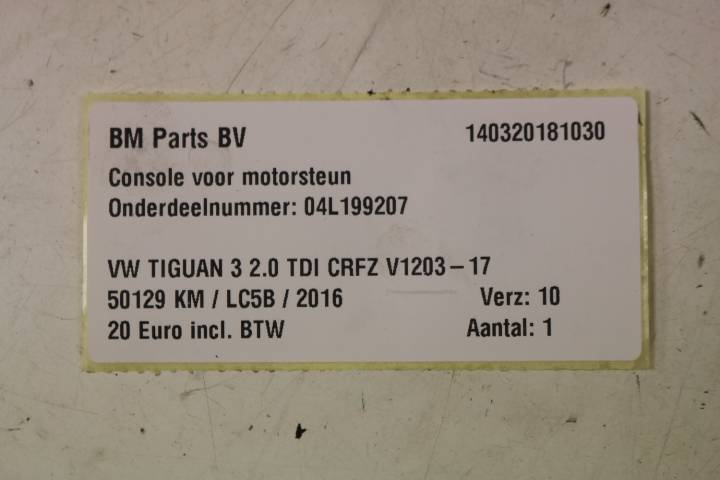 BM Parts BV 140320181030
Console voor motorsteun
Onderdeelnummer: 04L199207
VW TIGUAN 3 2.0 TDI CRFZ V1203-17
50129 KM / LC5B / 2016 Verz: 10
20 Euro incl. BTW Aantal: 1